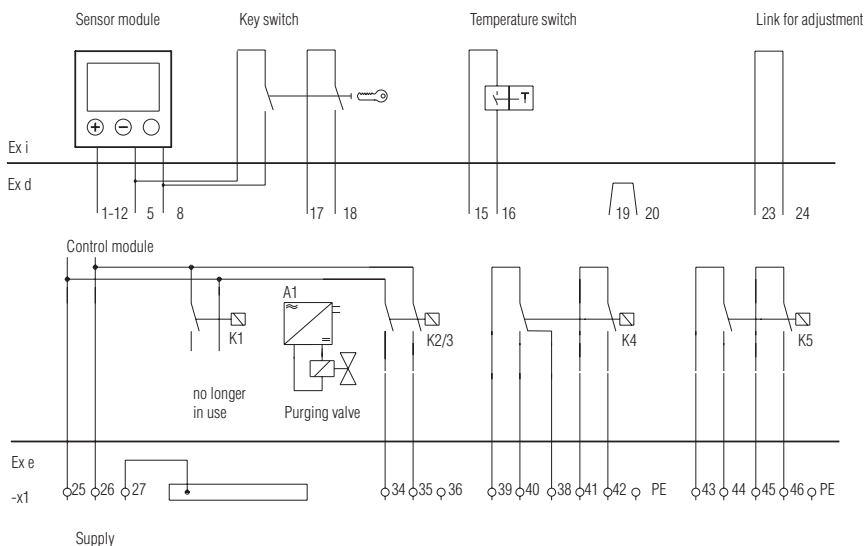 Sensor module Key switch Temperature switch Link for adjustment
Ex i
Ex d
1-12 5 8 17 18 15 16 19 20 23 24
Control module
A1
K1 K2/3 K4 K5
no longer
in use
Purging valve
Ex e
-x1 25 26 27 34 35 36 39 40 38 41 42 PE 43 44 45 46 PE
Supply